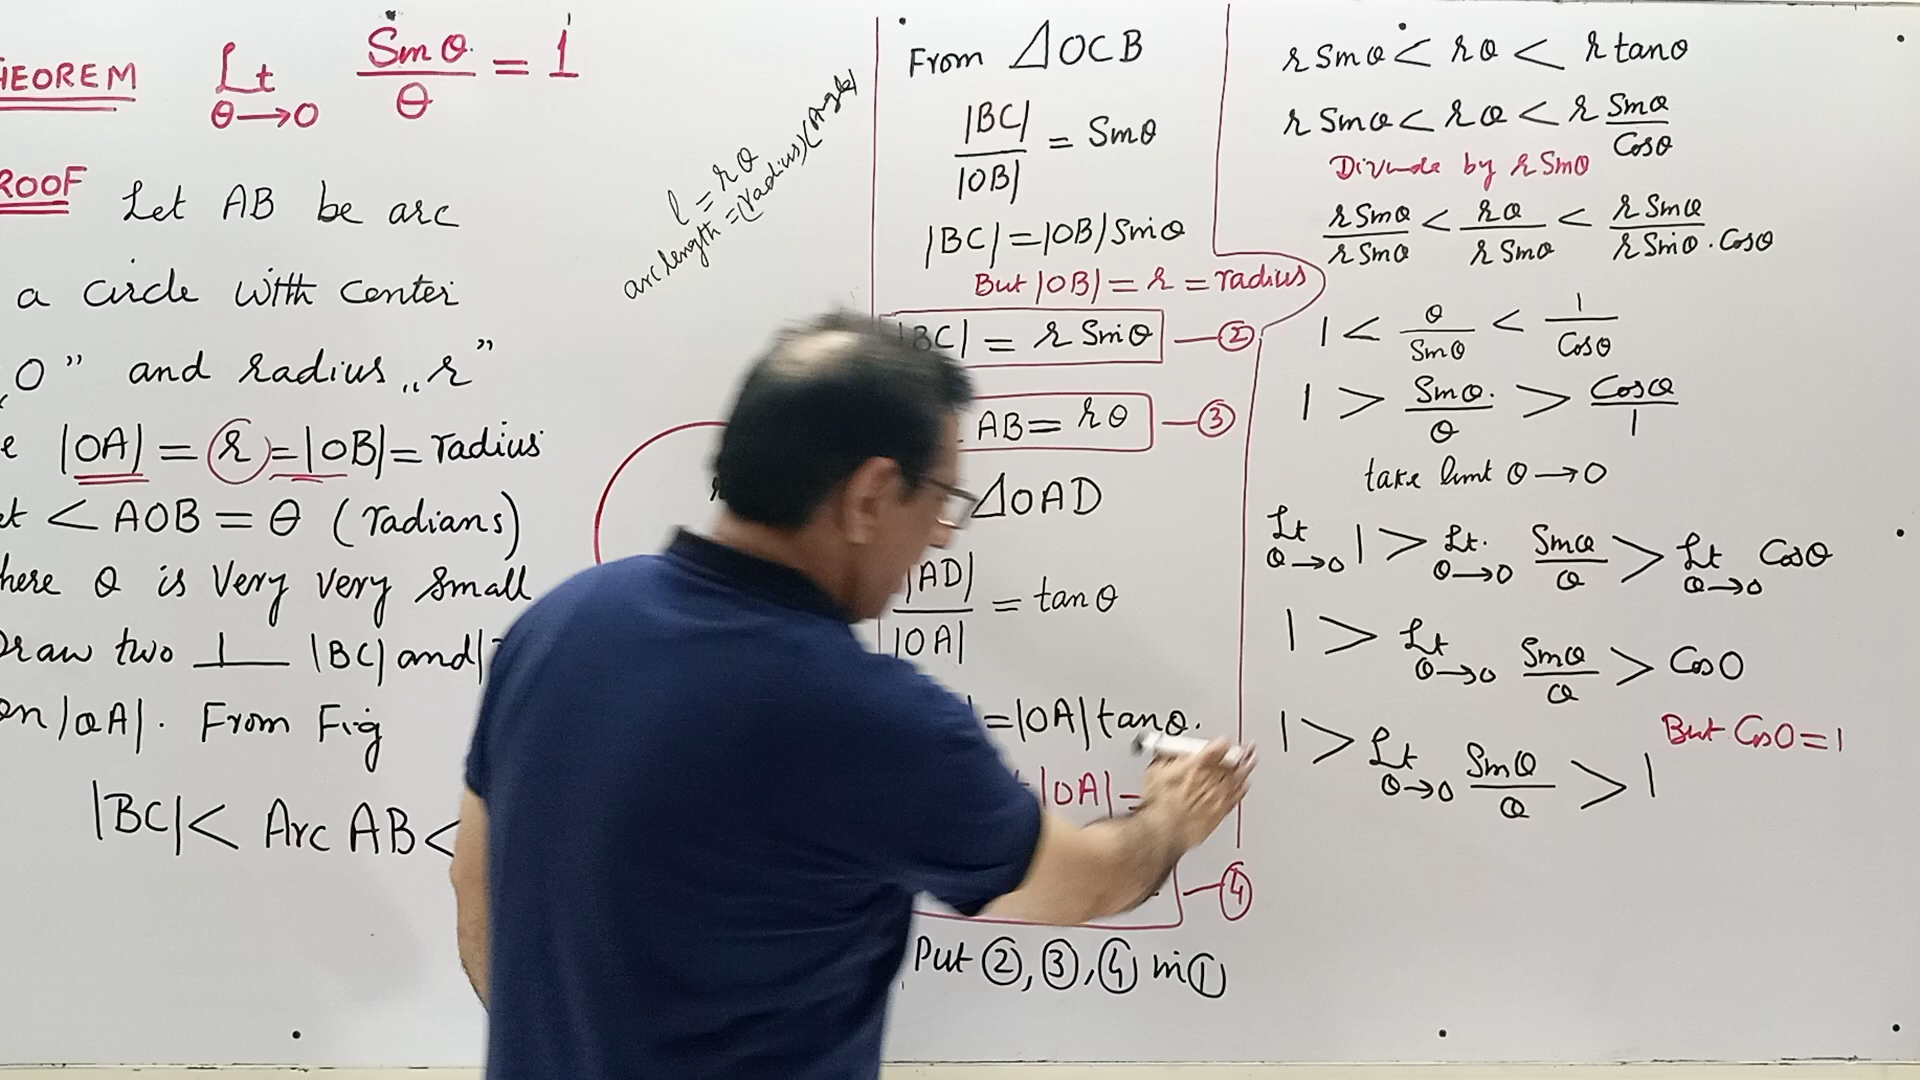 HEOREM Lt θ→0 Sinθ/θ = 1
ROOF Let AB be arc
a circle with center
O" and radius "r"
|OA| = r = |OB| = radius
< AOB = θ (radians)
here θ is very very small
Draw two ⊥ |BC| and |
on |OA|. From Fig
|BC| < Arc AB <
l = rθ
arc length = (radius)(Angle)
From △OCB
|BC|/|OB| = Sinθ
|BC| = |OB| Sinθ
But |OB| = r = radius
|BC| = r Sinθ — ②
AB = rθ — ③
△OAD
|AD|/|OA| = tanθ
= |OA| tanθ.
|OA| =
④
Put ②, ③, ④ in ①
r Sinθ < rθ < r tanθ
r Sinθ < rθ < r Sinθ/Cosθ
Divide by r Sinθ
r Sinθ/r Sinθ < rθ/r Sinθ < r Sinθ/r Sinθ . Cosθ
1 < θ/Sinθ < 1/Cosθ
1 > Sinθ/θ > Cosθ/1
take limit θ→0
Lt θ→0 1 > Lt. θ→0 Sinθ/θ > Lt θ→0 Cosθ
1 > Lt θ→0 Sinθ/θ > Cos0
But Cos0 = 1
1 > Lt θ→0 Sinθ/θ > 1